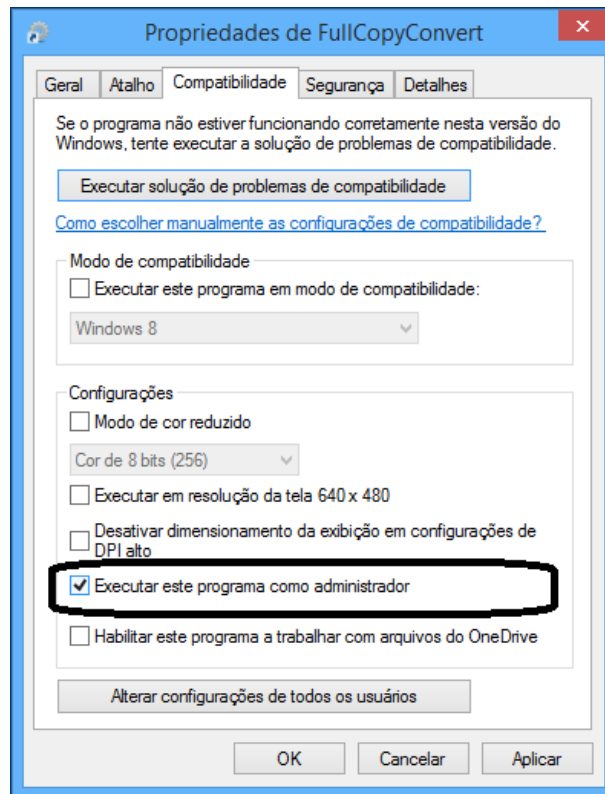 Propriedades de FullCopyConvert
Geral Atalho Compatibilidade Segurança Detalhes
Se o programa não estiver funcionando corretamente nesta versão do
Windows, tente executar a solução de problemas de compatibilidade.
Executar solução de problemas de compatibilidade
Como escolher manualmente as configurações de compatibilidade?
Modo de compatibilidade
Executar este programa em modo de compatibilidade:
Windows 8
Configurações
Modo de cor reduzido
Cor de 8 bits (256)
Executar em resolução da tela 640 x 480
Desativar dimensionamento da exibição em configurações de
DPI alto
Executar este programa como administrador
Habilitar este programa a trabalhar com arquivos do OneDrive
Alterar configurações de todos os usuários
OK Cancelar Aplicar